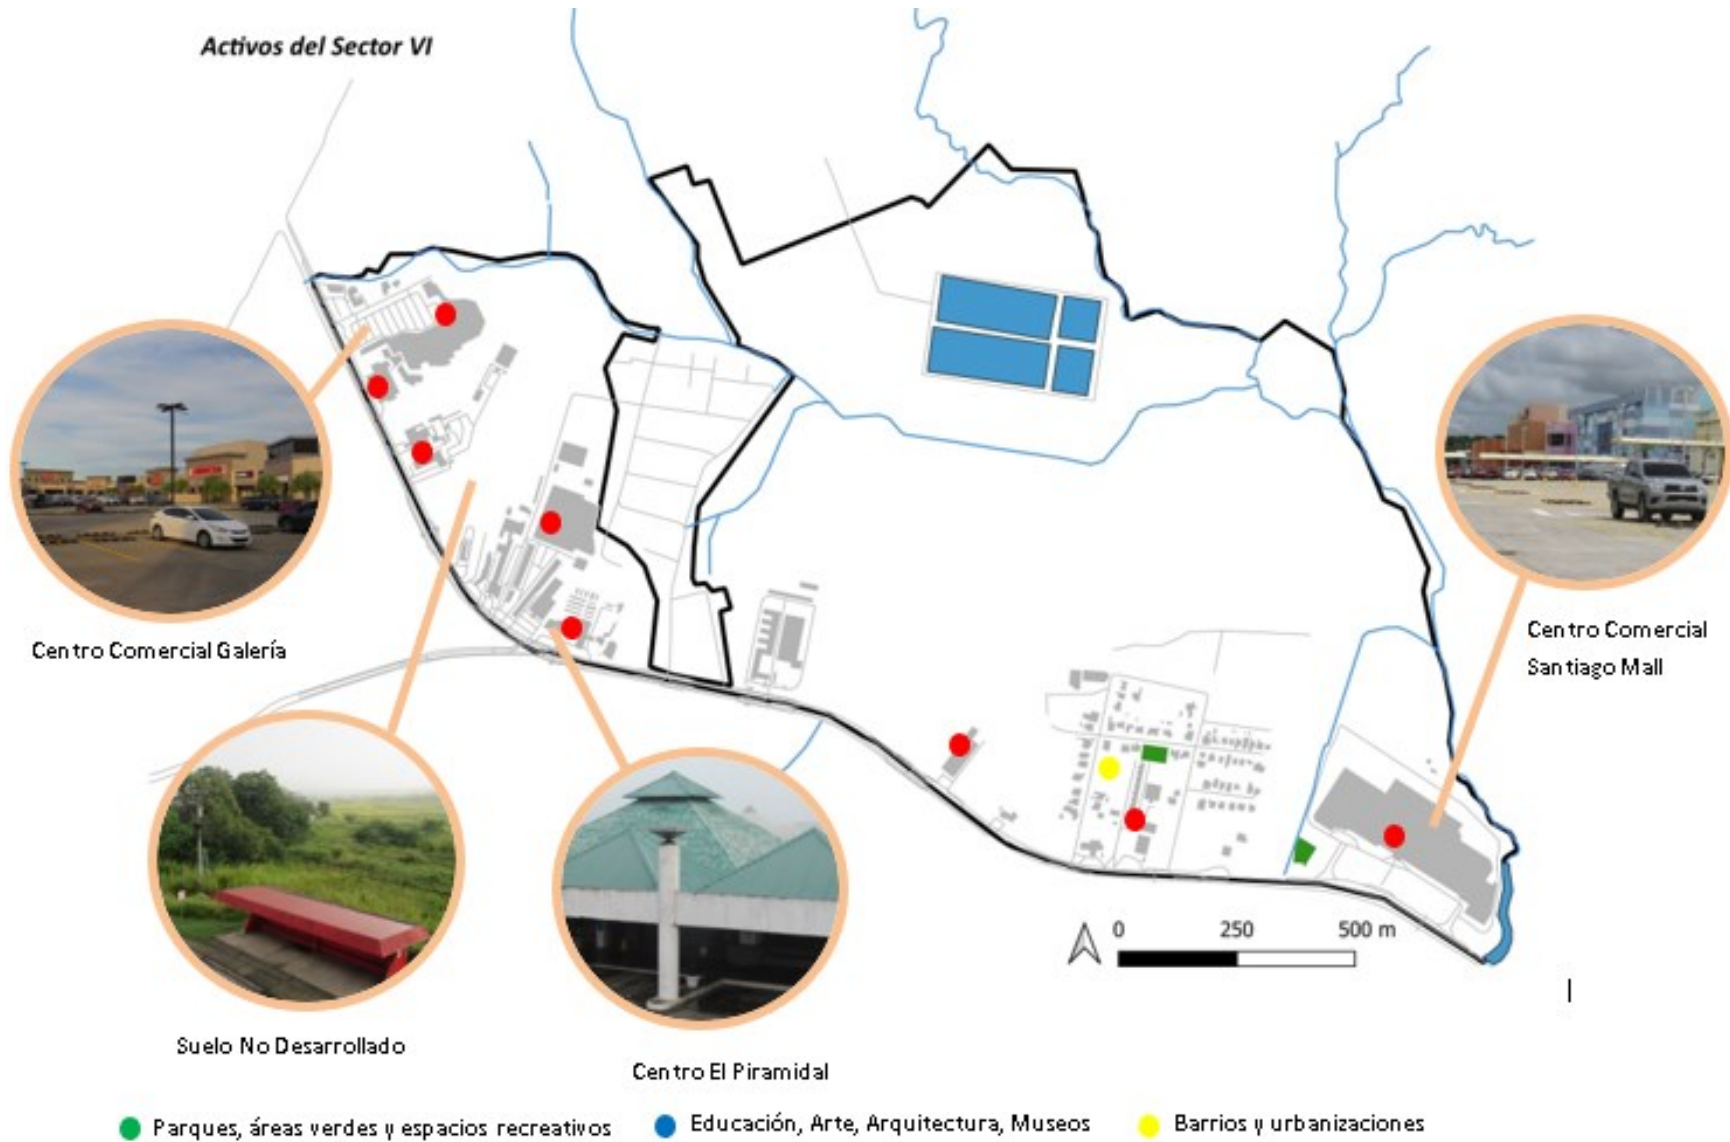 Activos del Sector VI
Centro Comercial Galería
Centro Comercial
Santiago Mall
0 250 500 m
Suelo No Desarrollado
Centro El Piramidal
Parques, áreas verdes y espacios recreativos
Educación, Arte, Arquitectura, Museos
Barrios y urbanizaciones